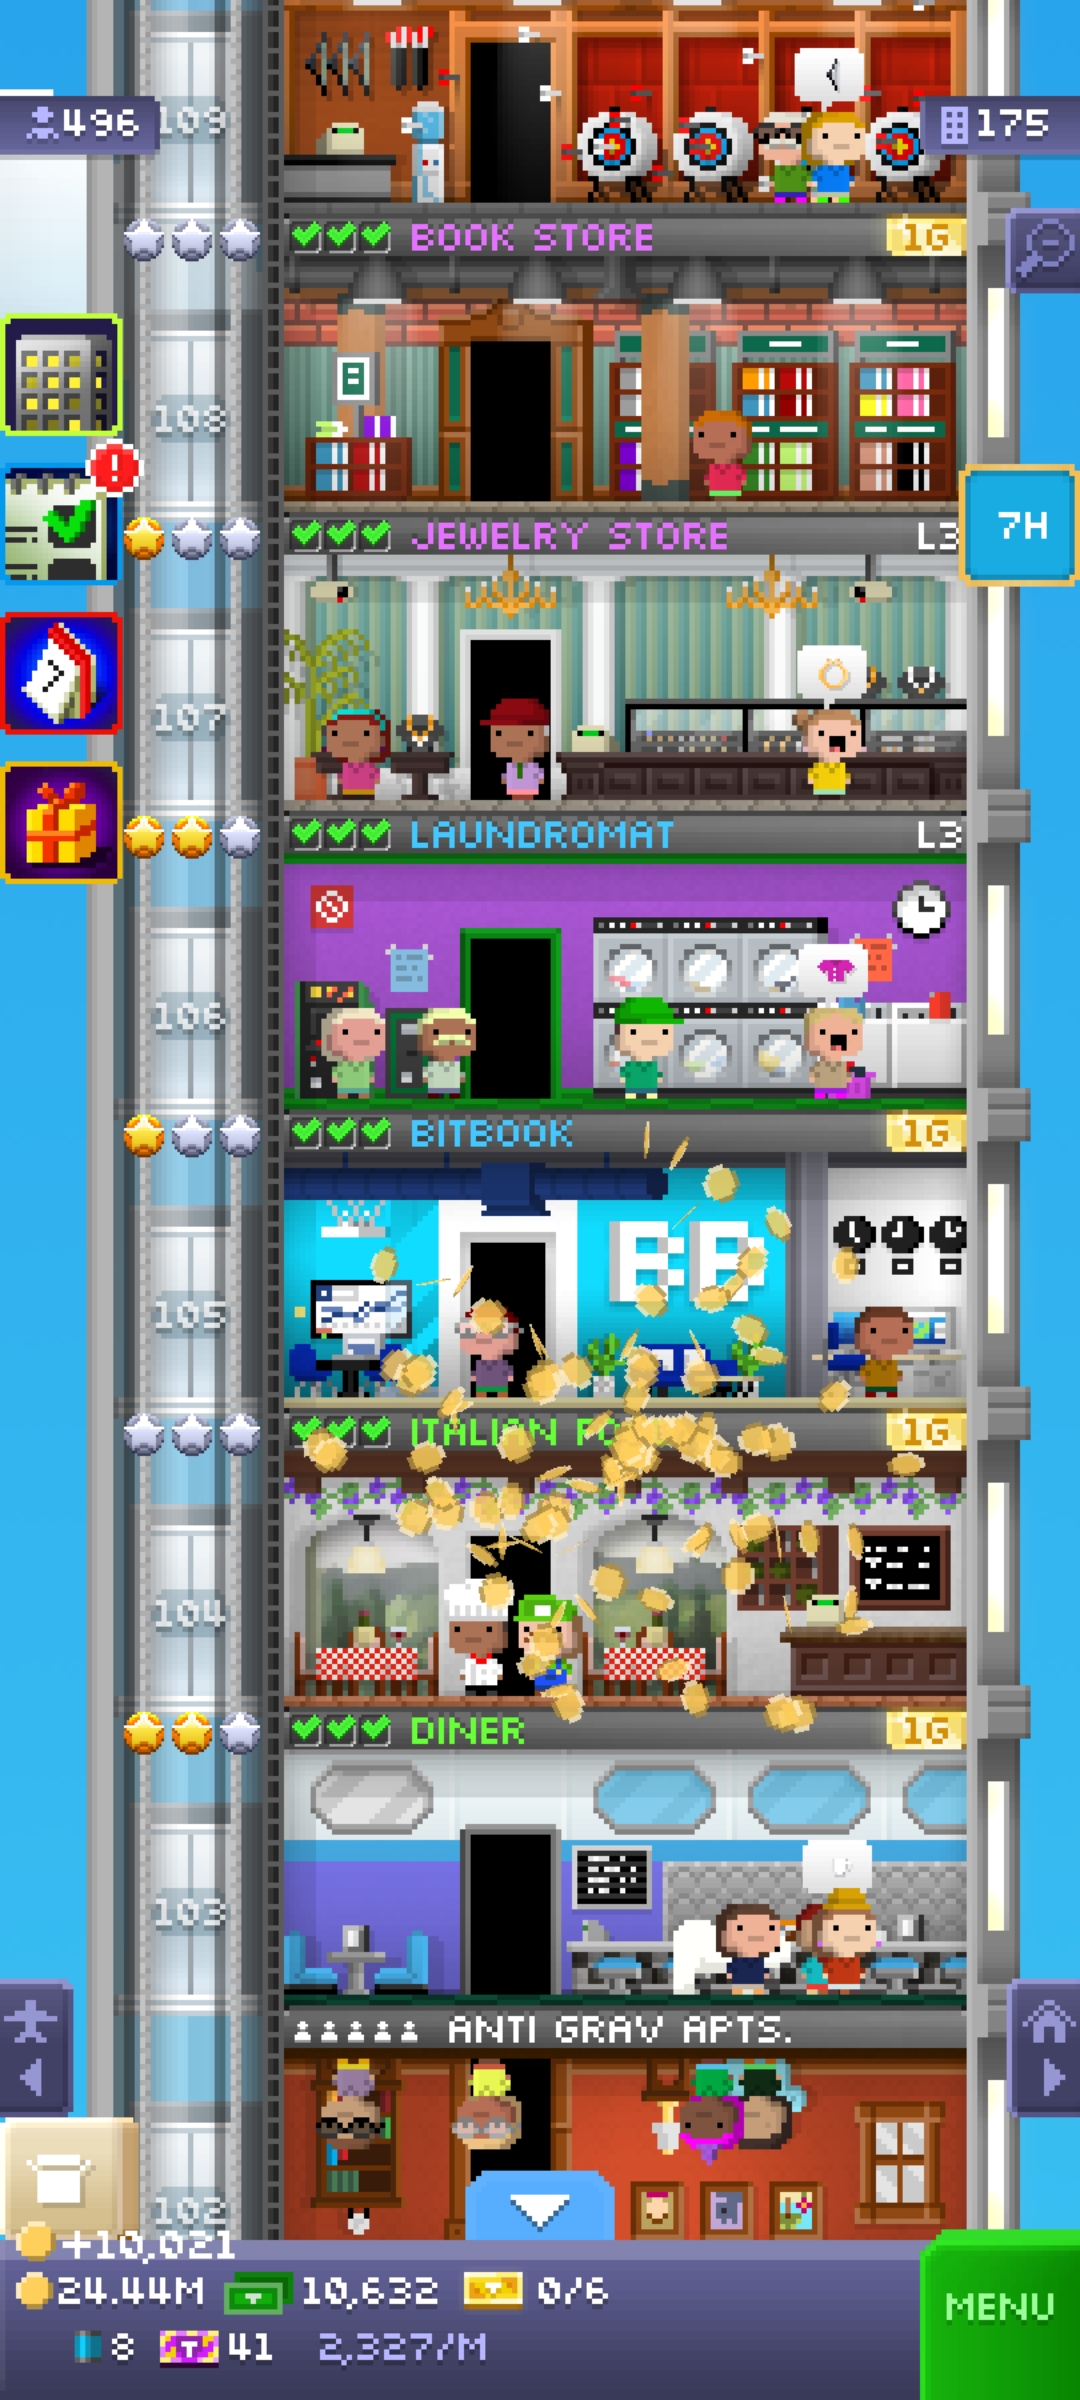 496
109
175
BOOK STORE
1G
108
7H
JEWELRY STORE
L3
107
LAUNDROMAT
L3
106
BITBOOK
1G
BB
105
1G
104
DINER
1G
103
ANTI GRAV APTS.
102
+10,021
24.44M
10,632
0/6
MENU
8
T
41
2,327/M